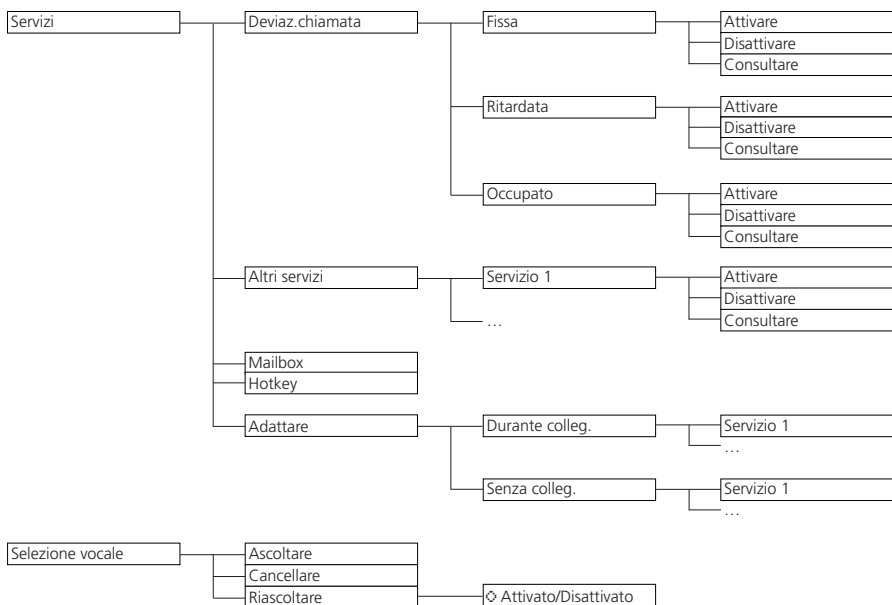 Servizi
Deviaz.chiamata
Fissa
Attivare
Disattivare
Consultare
Ritardata
Attivare
Disattivare
Consultare
Occupato
Attivare
Disattivare
Consultare
Altri servizi
Servizio 1
Attivare
Disattivare
Consultare
...
Mailbox
Hotkey
Adattare
Durante colleg.
Servizio 1
...
Senza colleg.
Servizio 1
...
Selezione vocale
Ascoltare
Cancellare
Riascoltare
Attivato/Disattivato